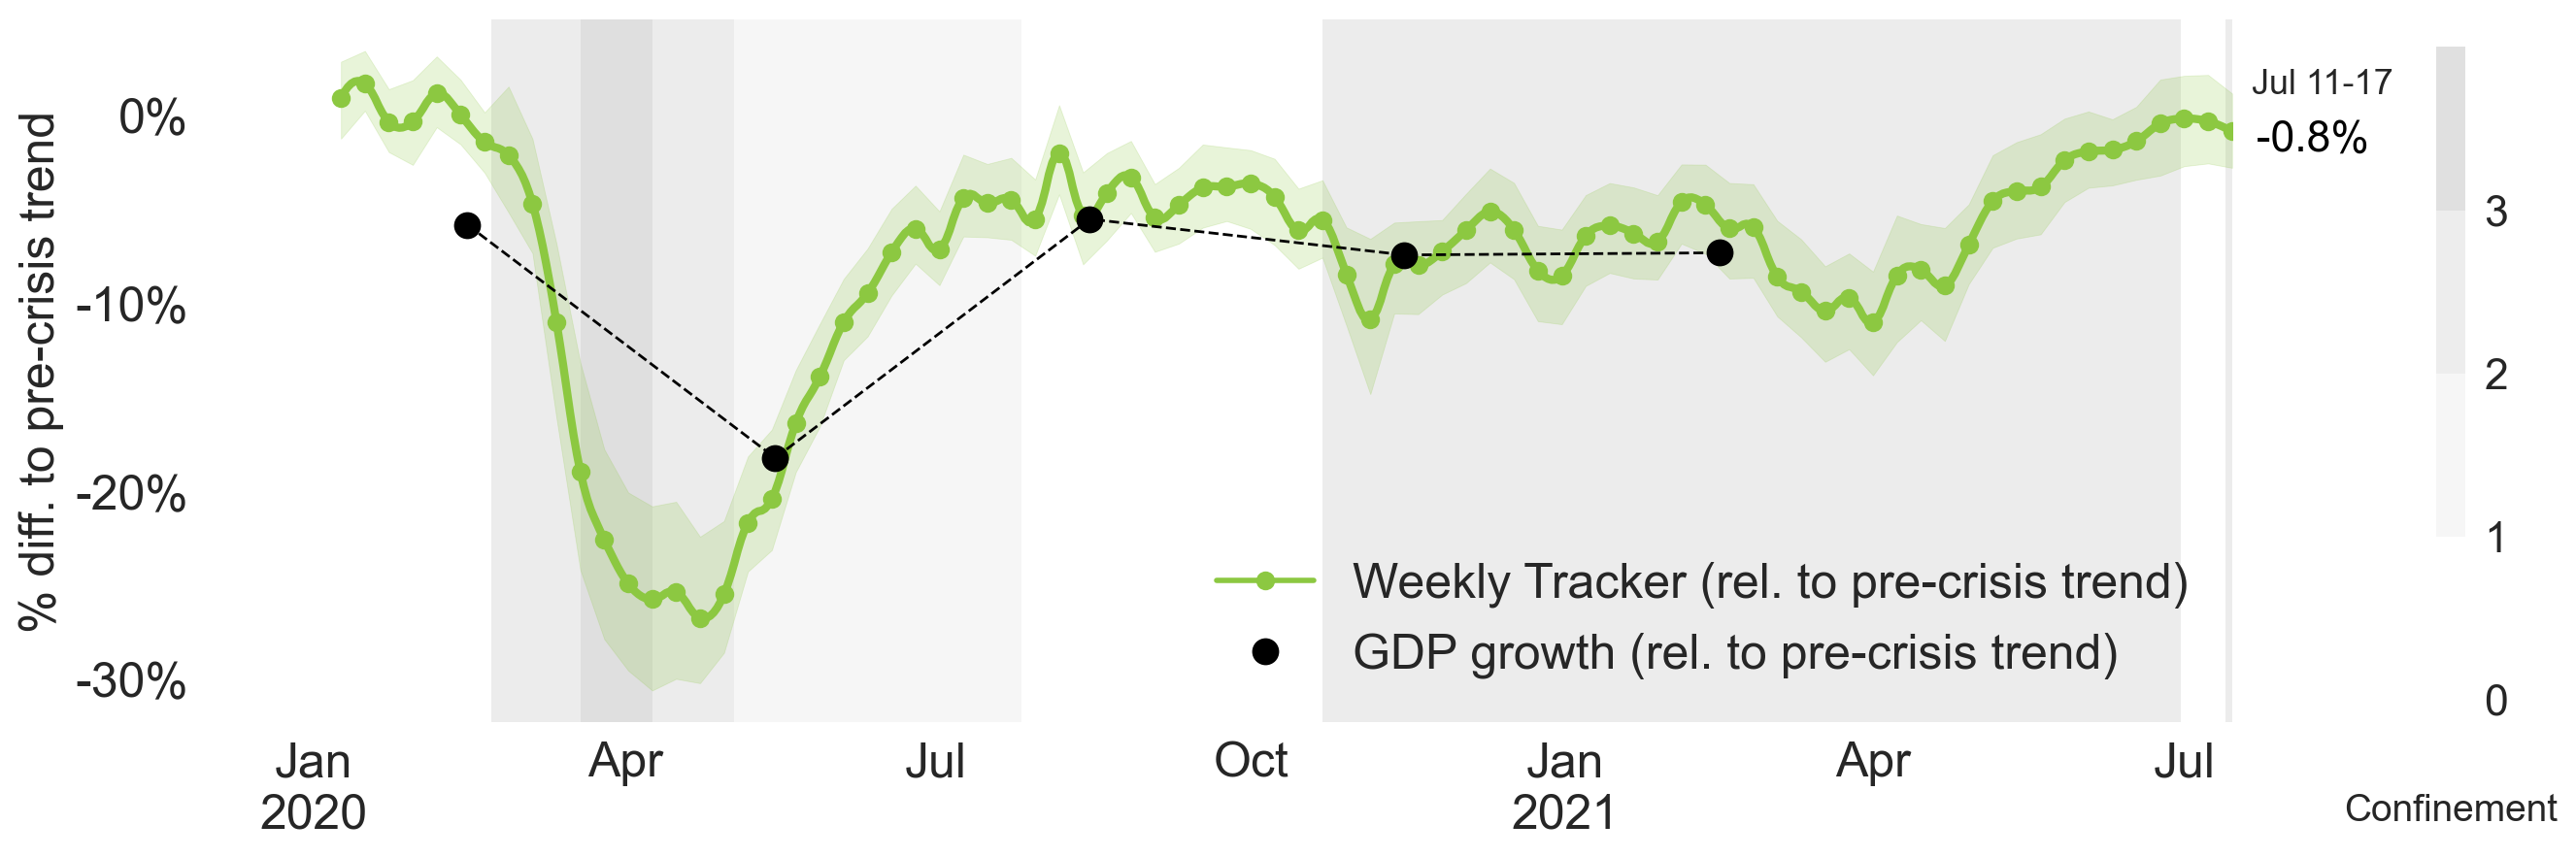 % diff. to pre-crisis trend
0%
-10%
-20%
-30%
Jan
2020
Apr
Jul
Oct
Jan
2021
Apr
Jul
Weekly Tracker (rel. to pre-crisis trend)
GDP growth (rel. to pre-crisis trend)
Jul 11-17
-0.8%
3
2
1
0
Confinement